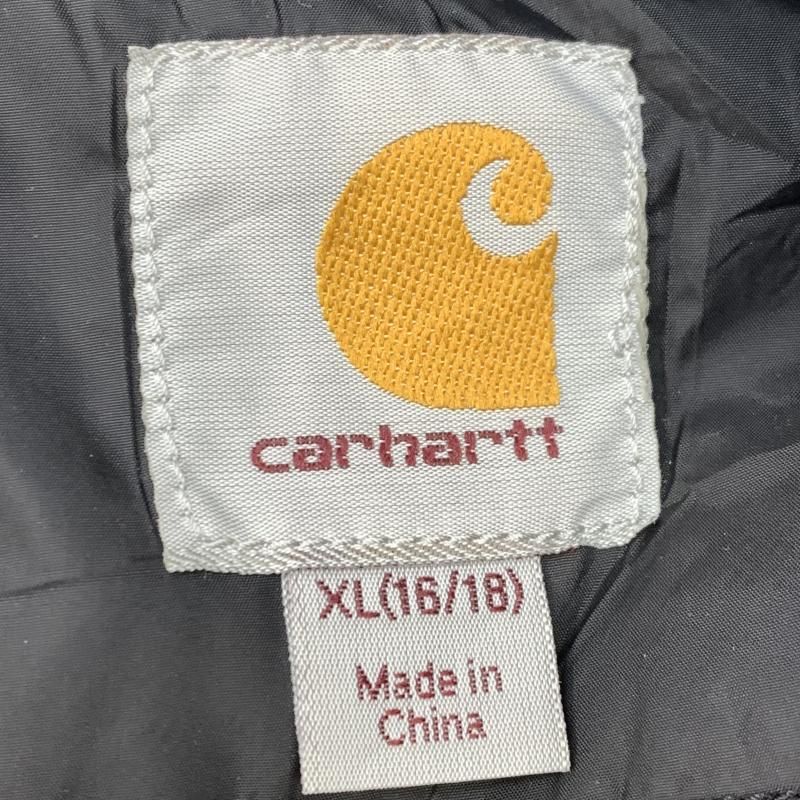 carhartt
XL(16/18)
Made in
China